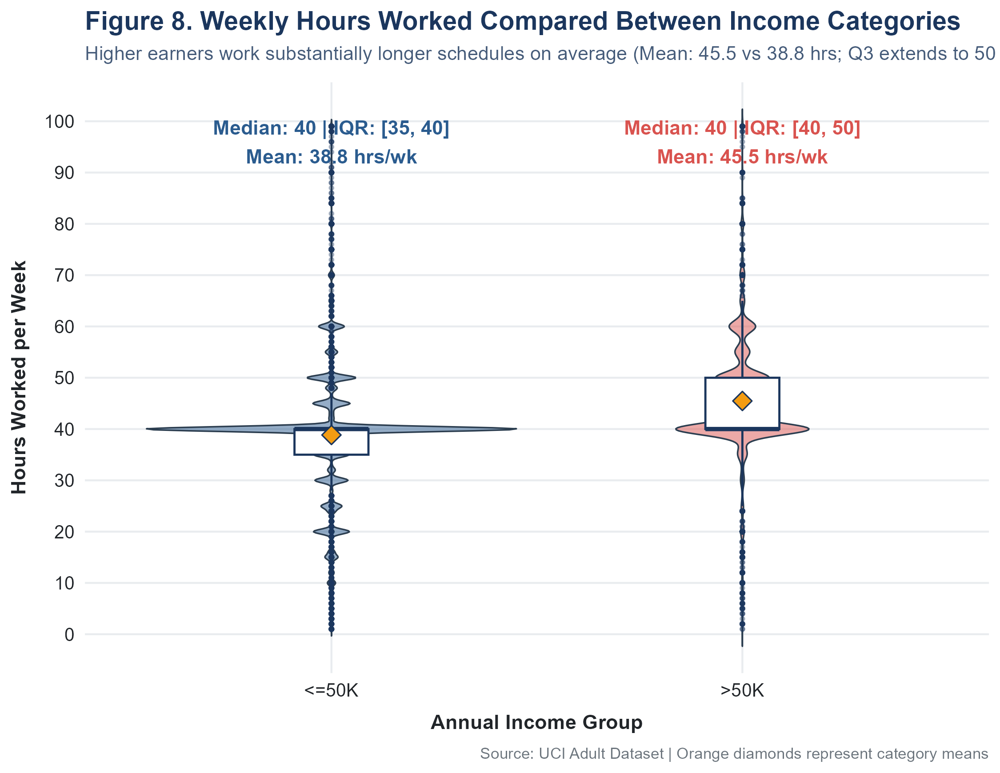 Figure 8. Weekly Hours Worked Compared Between Income Categories
Higher earners work substantially longer schedules on average (Mean: 45.5 vs 38.8 hrs; Q3 extends to 50
Median: 40 | IQR: [35, 40]
Mean: 38.8 hrs/wk
Median: 40 | IQR: [40, 50]
Mean: 45.5 hrs/wk
Hours Worked per Week
100
90
80
70
60
50
40
30
20
10
0
<=50K
>50K
Annual Income Group
Source: UCI Adult Dataset | Orange diamonds represent category means